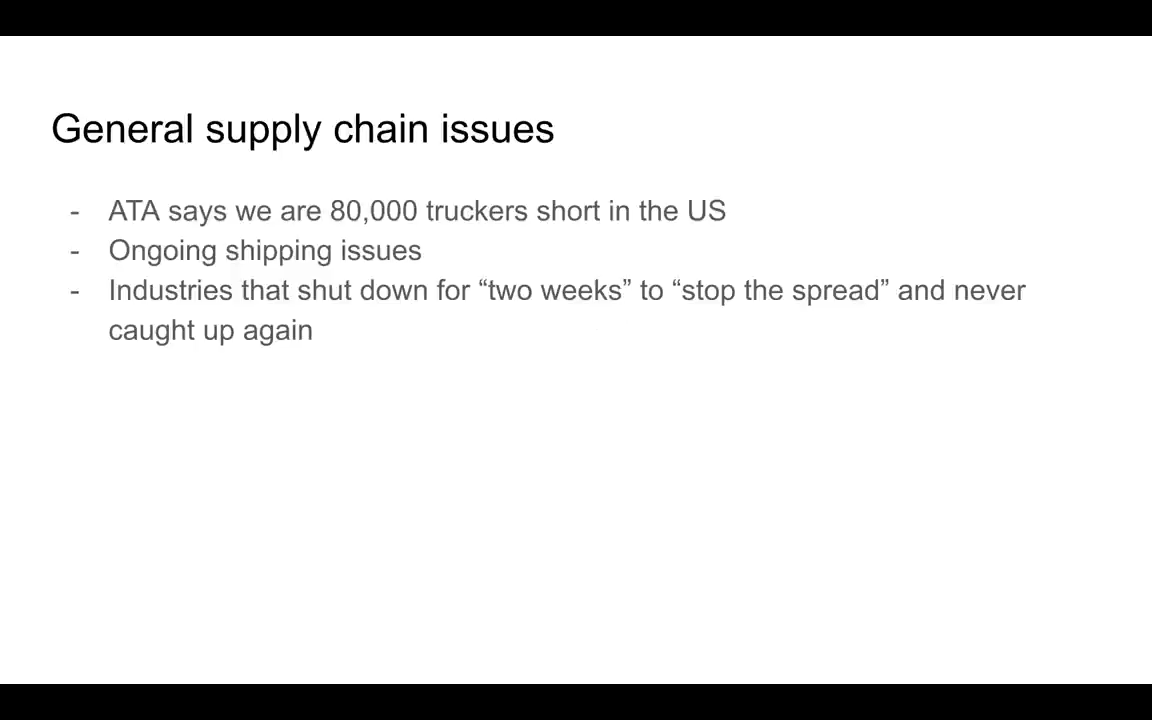 General supply chain issues
- ATA says we are 80,000 truckers short in the US
- Ongoing shipping issues
- Industries that shut down for “two weeks” to “stop the spread” and never
caught up again